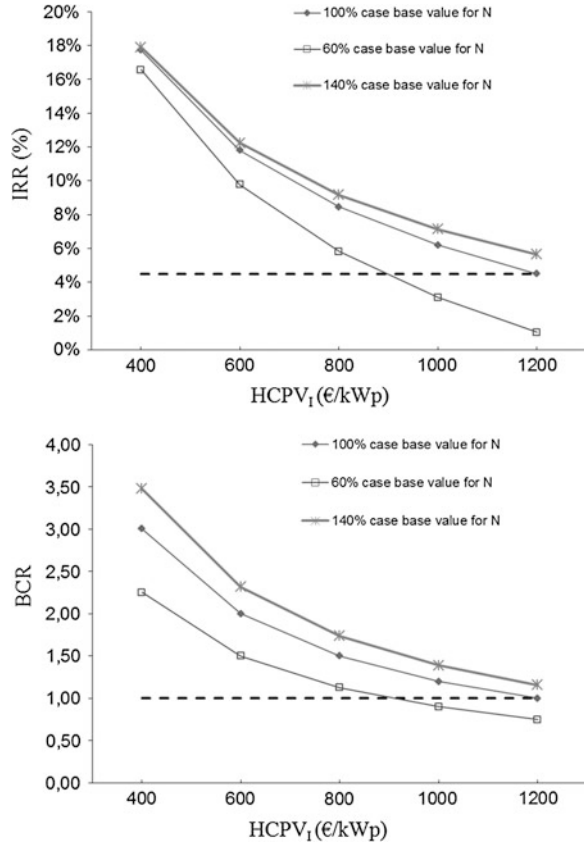 20%
18%
16%
14%
12%
10%
8%
6%
4%
2%
0%
IRR (%)
100% case base value for N
60% case base value for N
140% case base value for N
400 600 800 1000 1200
HCPV_I (€/kWp)
4,00
3,50
3,00
2,50
2,00
1,50
1,00
0,50
0,00
BCR
100% case base value for N
60% case base value for N
140% case base value for N
400 600 800 1000 1200
HCPV_I (€/kWp)